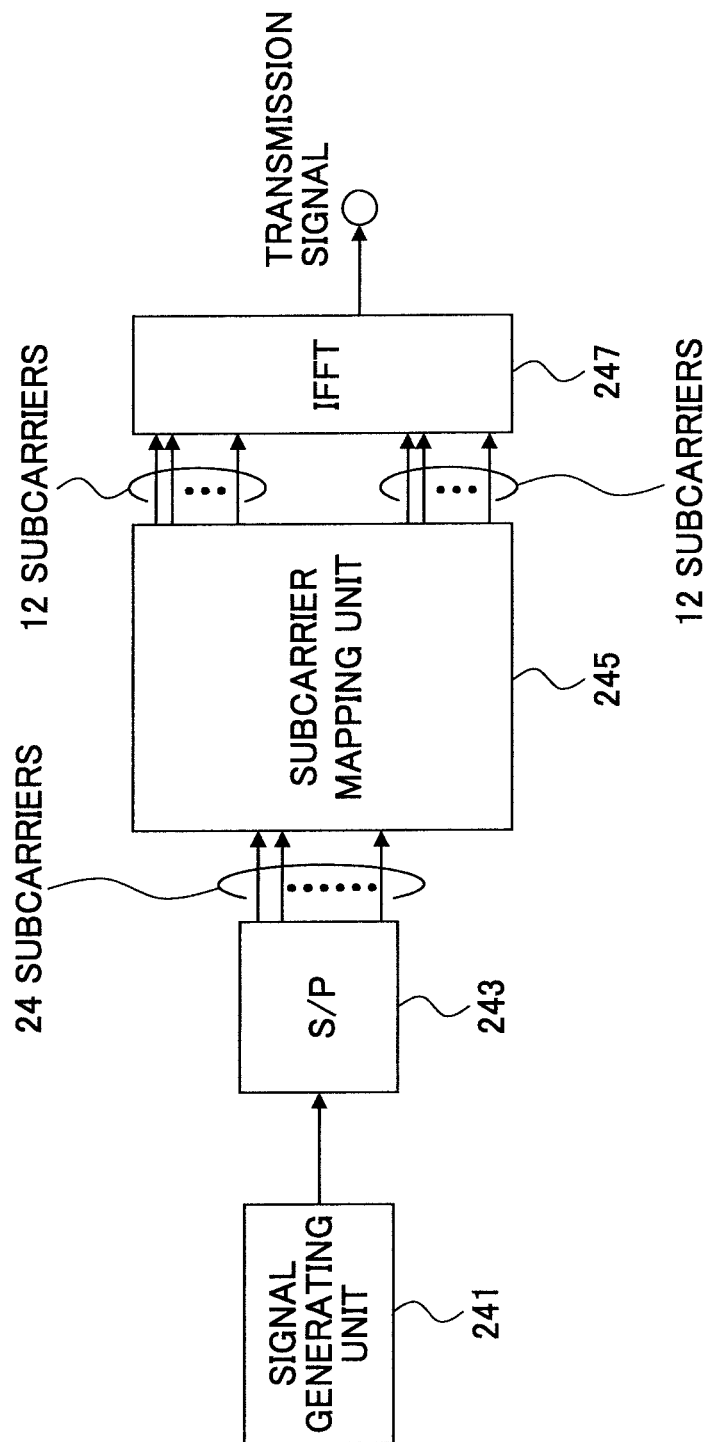 SIGNAL
GENERATING
UNIT
241
S/P
243
24 SUBCARRIERS
SUBCARRIER
MAPPING UNIT
245
12 SUBCARRIERS
12 SUBCARRIERS
IFFT
247
TRANSMISSION
SIGNAL